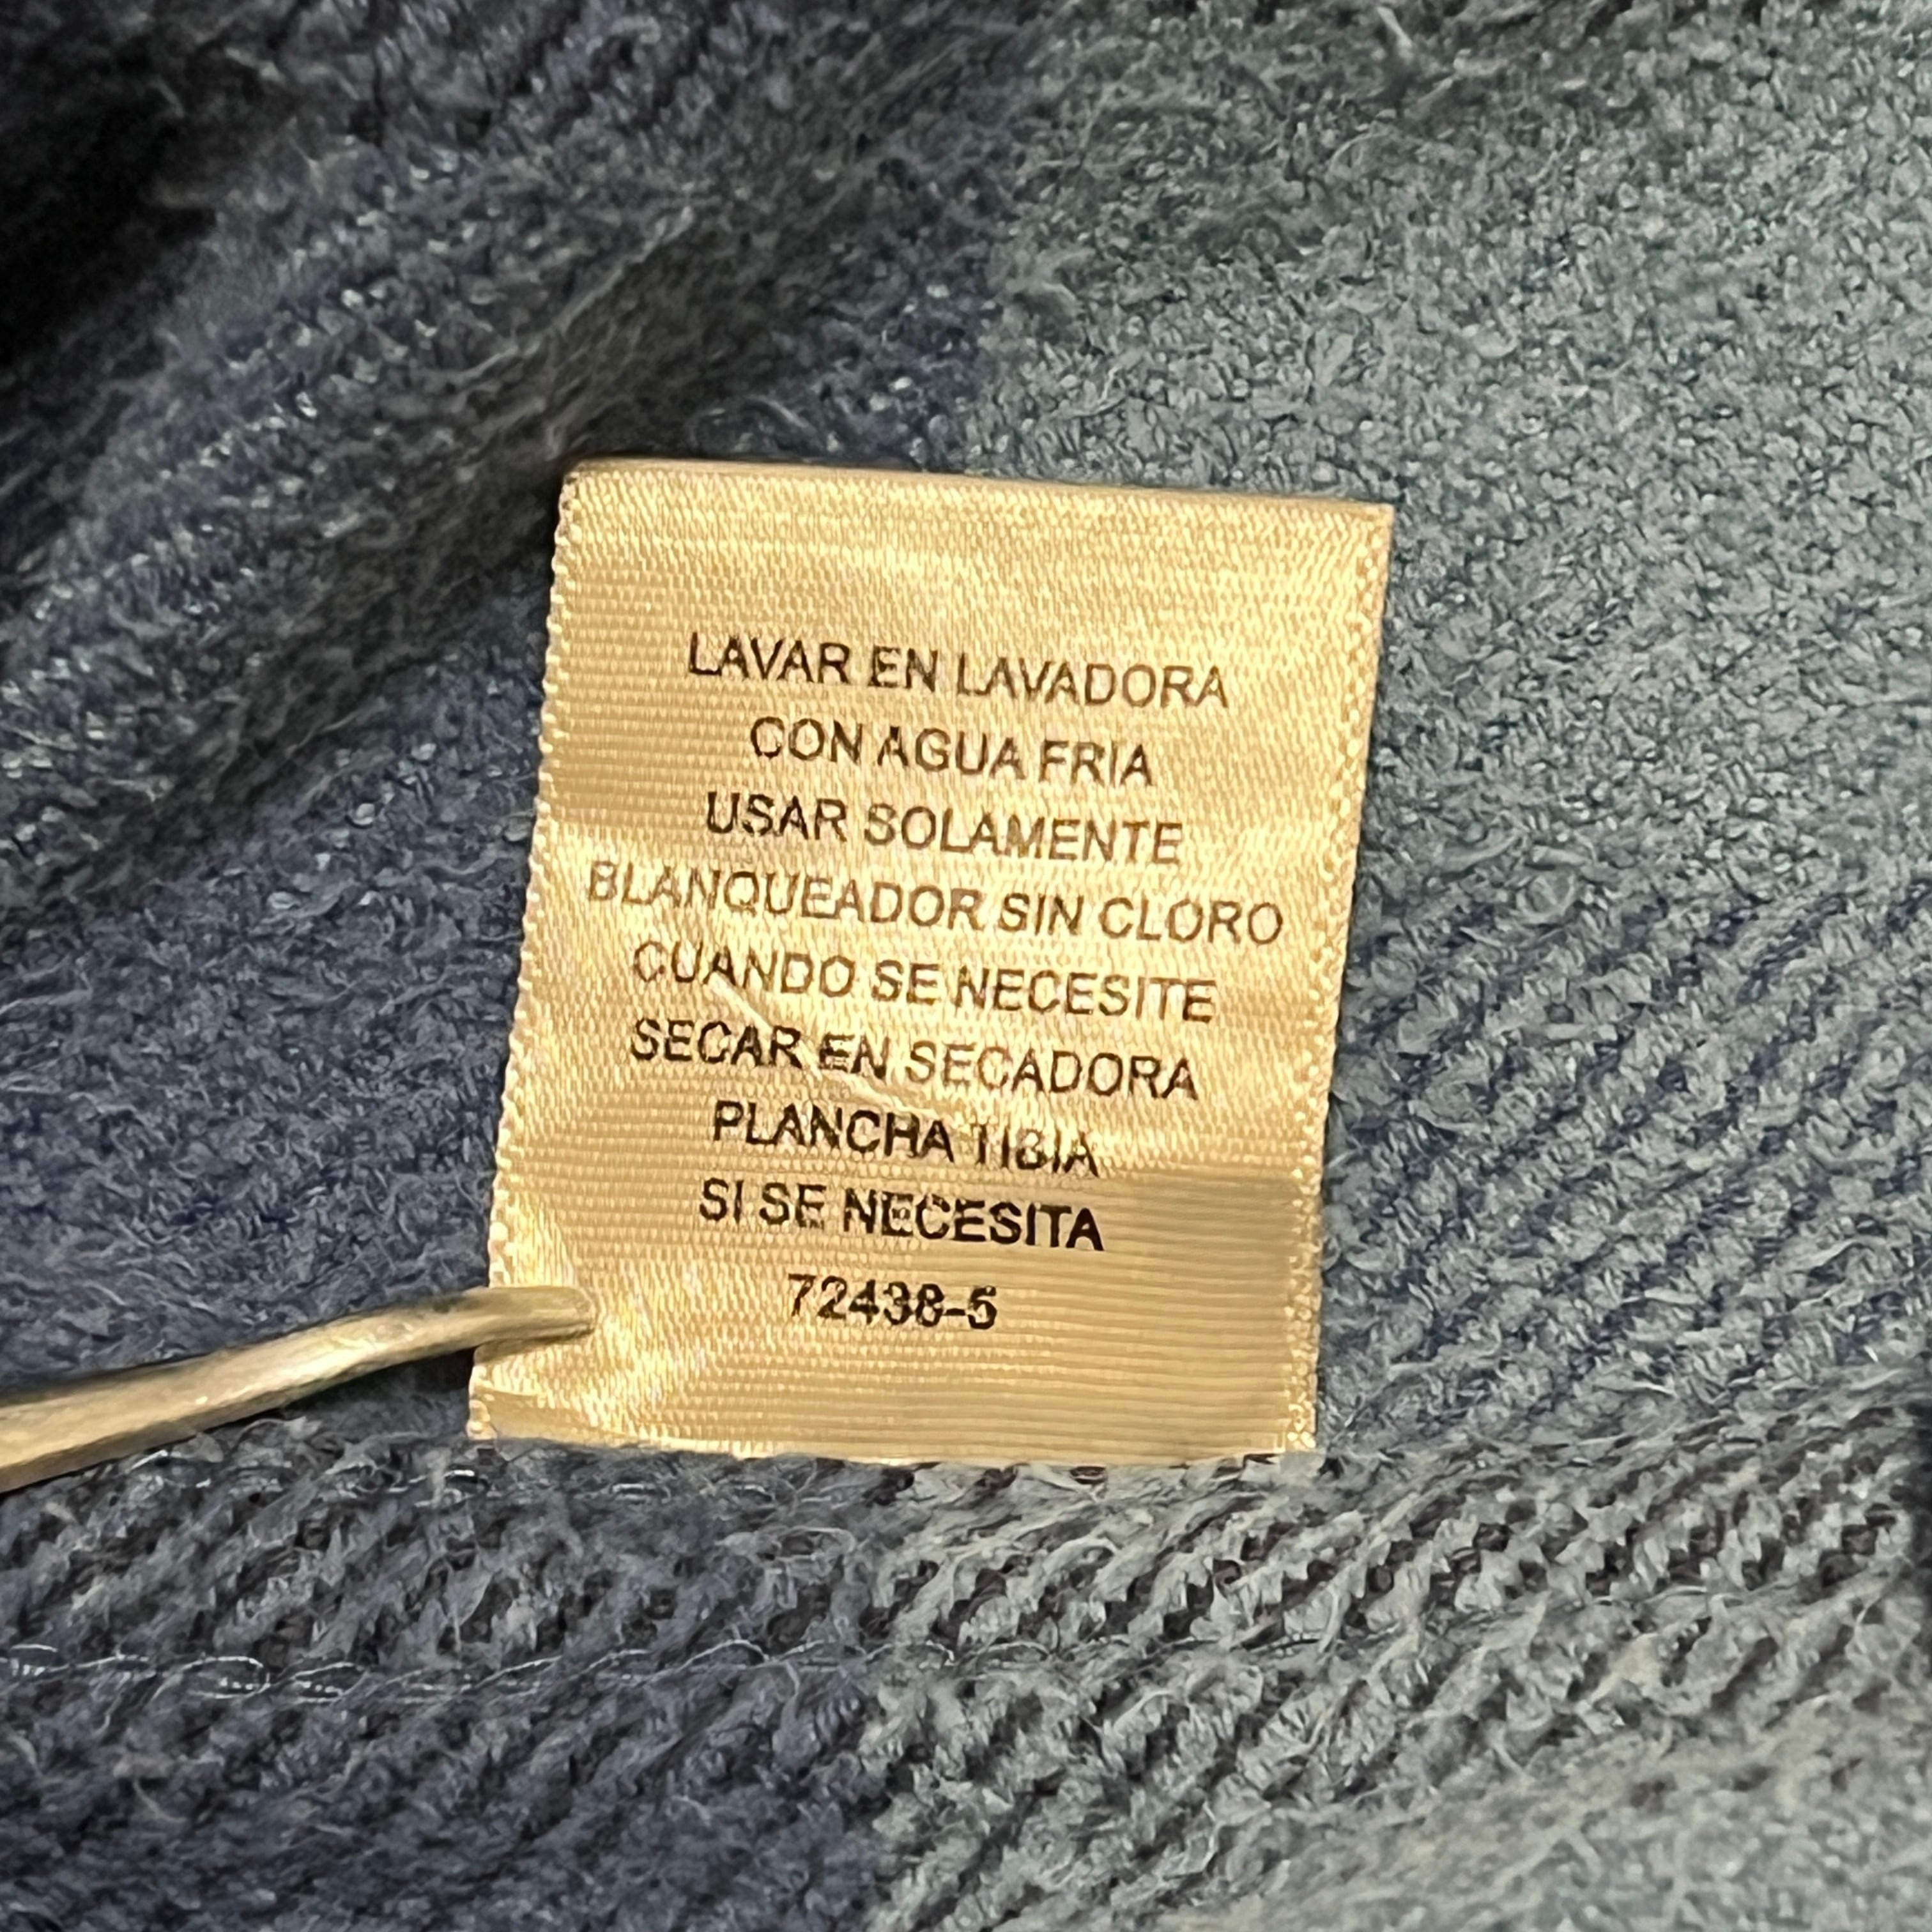 LAVAR EN LAVADORA
CON AGUA FRIA
USAR SOLAMENTE
BLANQUEADOR SIN CLORO
CUANDO SE NECESITE
SECAR EN SECADORA
PLANCHA TIBIA
SI SE NECESITA
72438-5